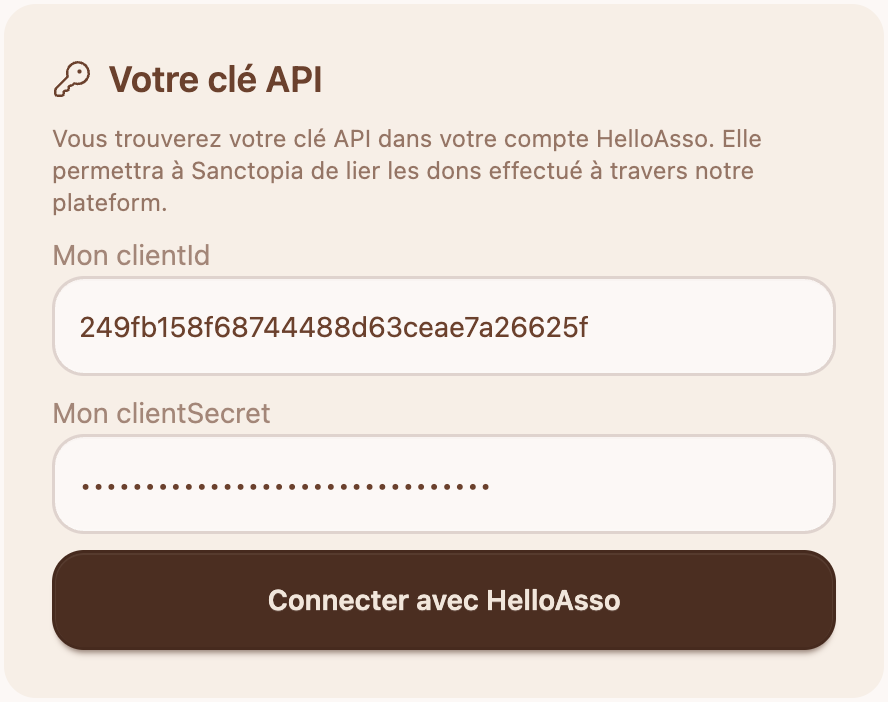 Votre clé API
Vous trouverez votre clé API dans votre compte HelloAsso. Elle
permettra à Sanctopia de lier les dons effectué à travers notre
plateform.
Mon clientId
249fb158f68744488d63ceae7a26625f
Mon clientSecret
••••••••••••••••••••••••••••••••
Connecter avec HelloAsso